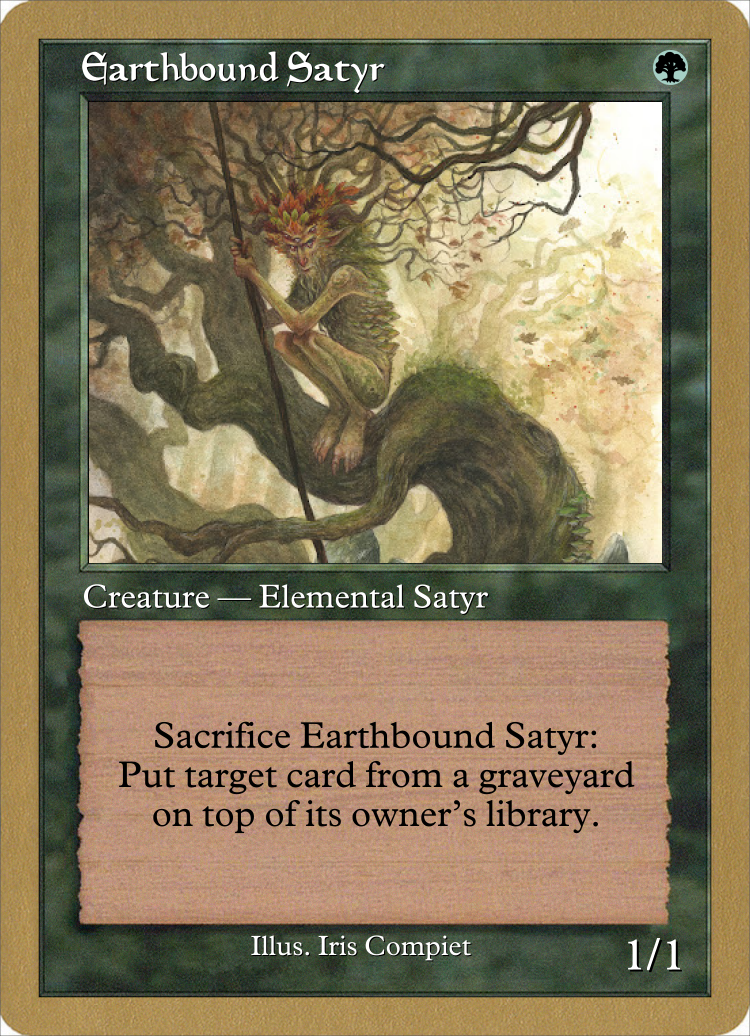 Earthbound Satyr
Creature — Elemental Satyr
Sacrifice Earthbound Satyr:
Put target card from a graveyard
on top of its owner's library.
Illus. Iris Compiet
1/1